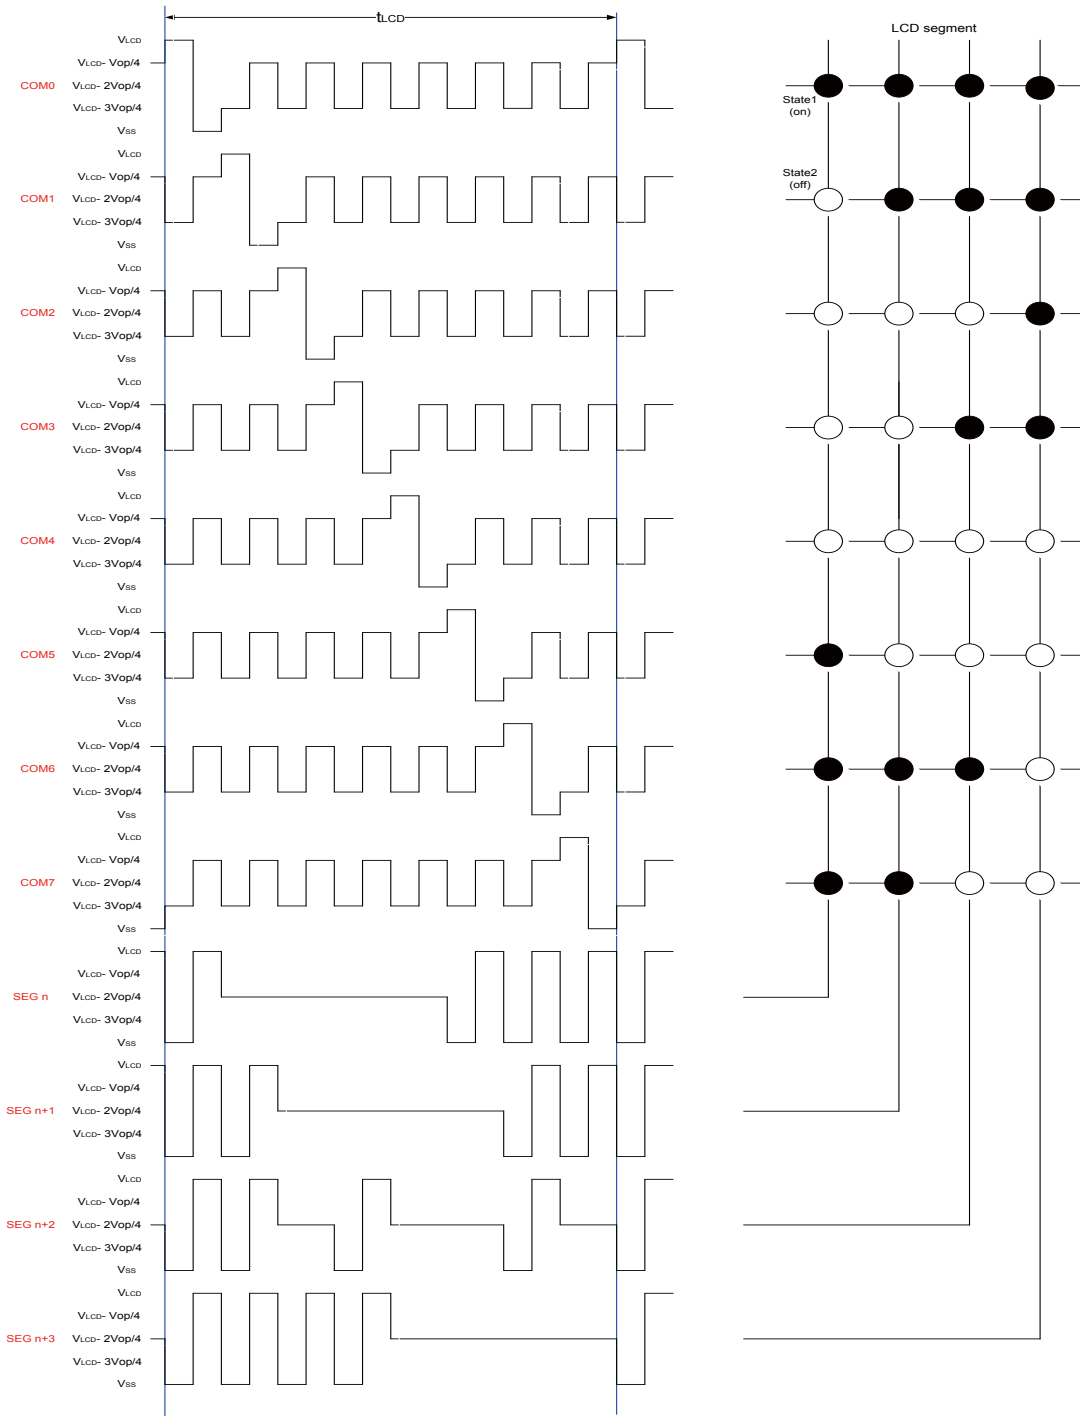 tLCD
LCD segment
State1
(on)
State2
(off)
COM0
VLCD
VLCD- Vop/4
VLCD- 2Vop/4
VLCD- 3Vop/4
VSS
COM1
VLCD
VLCD- Vop/4
VLCD- 2Vop/4
VLCD- 3Vop/4
VSS
COM2
VLCD
VLCD- Vop/4
VLCD- 2Vop/4
VLCD- 3Vop/4
VSS
COM3
VLCD
VLCD- Vop/4
VLCD- 2Vop/4
VLCD- 3Vop/4
VSS
COM4
VLCD
VLCD- Vop/4
VLCD- 2Vop/4
VLCD- 3Vop/4
VSS
COM5
VLCD
VLCD- Vop/4
VLCD- 2Vop/4
VLCD- 3Vop/4
VSS
COM6
VLCD
VLCD- Vop/4
VLCD- 2Vop/4
VLCD- 3Vop/4
VSS
COM7
VLCD
VLCD- Vop/4
VLCD- 2Vop/4
VLCD- 3Vop/4
VSS
SEG n
VLCD
VLCD- Vop/4
VLCD- 2Vop/4
VLCD- 3Vop/4
VSS
SEG n+1
VLCD
VLCD- Vop/4
VLCD- 2Vop/4
VLCD- 3Vop/4
VSS
SEG n+2
VLCD
VLCD- Vop/4
VLCD- 2Vop/4
VLCD- 3Vop/4
VSS
SEG n+3
VLCD
VLCD- Vop/4
VLCD- 2Vop/4
VLCD- 3Vop/4
VSS